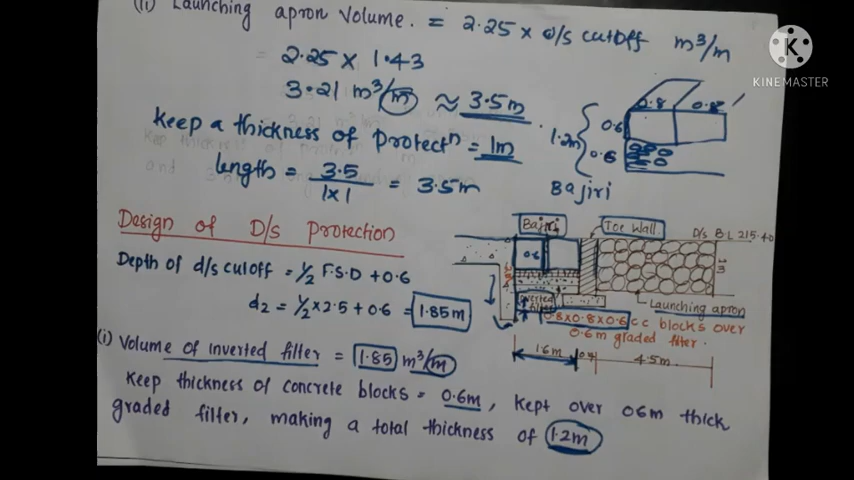 (ii) Launching apron Volume. = 2.25 x d/s cutoff m³/m
= 2.25 x 1.43
3.21 m³/m ≈ 3.5m
Keep a thickness of Protectⁿ = 1m
length = 3.5 / 1x1 = 3.5m
0.8 0.8
1.2m 0.6
0.6
Bajiri
K
KINEMASTER
Design of D/s Protection
Depth of d/s cutoff = 1/2 F.S.D + 0.6
d₂ = 1/2 x 2.5 + 0.6 = 1.85m
Bajiri Toe Wall D/s B.L 215.40
0.6 1m
inverted filter
Launching apron
0.8x0.8x0.6 cc blocks over
0.6m graded filter.
1.6m 0.4 4.5m
(i) Volume of inverted filter = 1.85 m³/m
Keep thickness of concrete blocks = 0.6m, kept over 06m thick
graded filter, making a total thickness of 1.2m